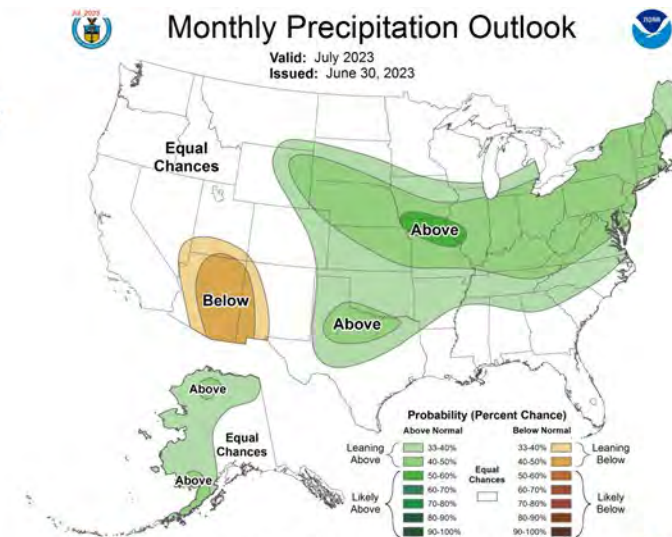 Jul, 2023
Monthly Precipitation Outlook
NOAA
Valid: July 2023
Issued: June 30, 2023
Equal
Chances
Above
Below
Above
Above
Equal
Chances
Above
Probability (Percent Chance)
Above Normal
Below Normal
Leaning
Above
33-40%
40-50%
Likely
Above
50-60%
60-70%
70-80%
80-90%
90-100%
Equal
Chances
33-40%
40-50%
Leaning
Below
50-60%
60-70%
70-80%
80-90%
90-100%
Likely
Below